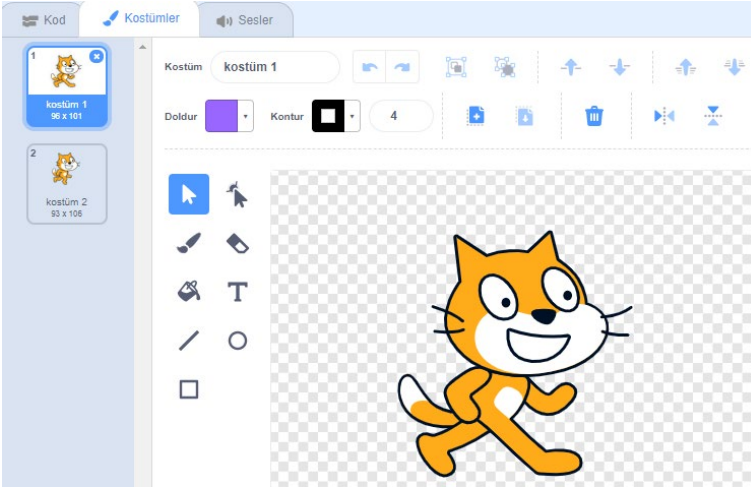 Kod
Kostümler
Sesler
1
kostüm 1
96 x 101
2
kostüm 2
93 x 106
Kostüm
kostüm 1
Doldur
Kontur
4
T